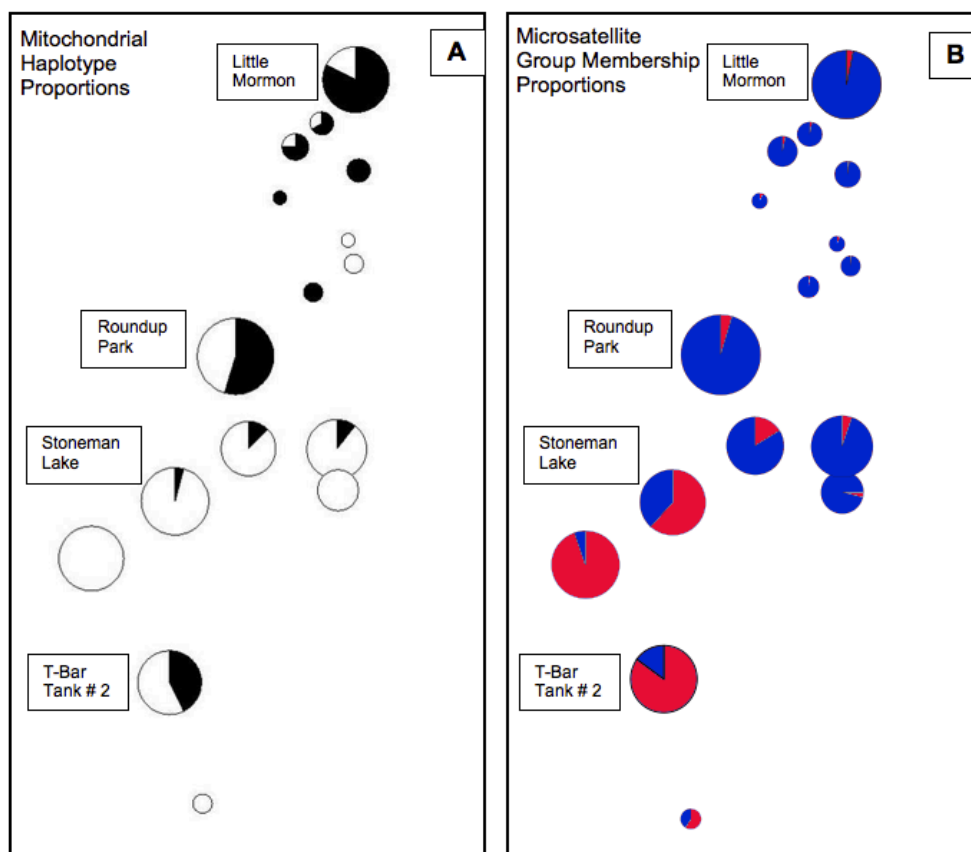 Mitochondrial
Haplotype
Proportions
A
Little
Mormon
Roundup
Park
Stoneman
Lake
T-Bar
Tank # 2
Microsatellite
Group Membership
Proportions
B
Little
Mormon
Roundup
Park
Stoneman
Lake
T-Bar
Tank # 2